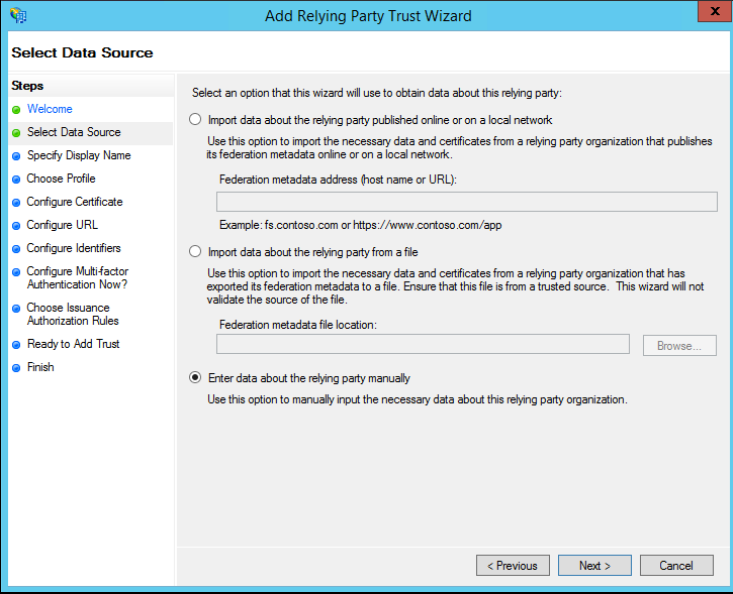 Add Relying Party Trust Wizard
x
Select Data Source
Steps
Welcome
Select Data Source
Specify Display Name
Choose Profile
Configure Certificate
Configure URL
Configure Identifiers
Configure Multi-factor
Authentication Now?
Choose Issuance
Authorization Rules
Ready to Add Trust
Finish
Select an option that this wizard will use to obtain data about this relying party:
Import data about the relying party published online or on a local network
Use this option to import the necessary data and certificates from a relying party organization that publishes
its federation metadata online or on a local network.
Federation metadata address (host name or URL):
Example: fs.contoso.com or https://www.contoso.com/app
Import data about the relying party from a file
Use this option to import the necessary data and certificates from a relying party organization that has
exported its federation metadata to a file. Ensure that this file is from a trusted source. This wizard will not
validate the source of the file.
Federation metadata file location:
Browse...
Enter data about the relying party manually
Use this option to manually input the necessary data about this relying party organization.
< Previous
Next >
Cancel